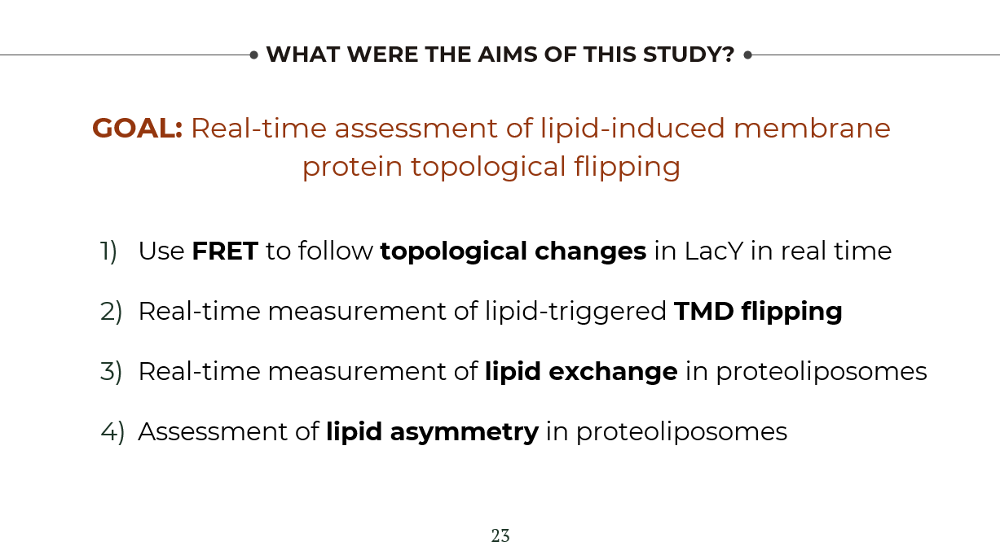 WHAT WERE THE AIMS OF THIS STUDY?
GOAL: Real-time assessment of lipid-induced membrane
protein topological flipping
1) Use FRET to follow topological changes in LacY in real time
2) Real-time measurement of lipid-triggered TMD flipping
3) Real-time measurement of lipid exchange in proteoliposomes
4) Assessment of lipid asymmetry in proteoliposomes
23